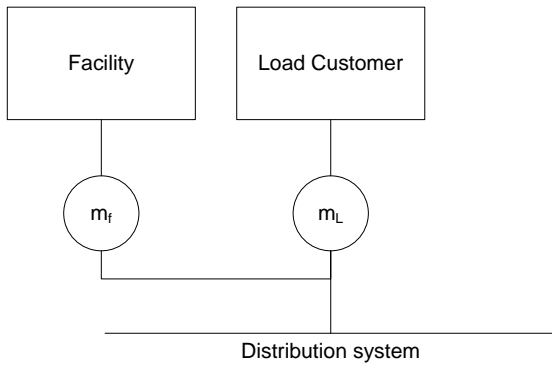 Facility
Load Customer
mf
mL
Distribution system